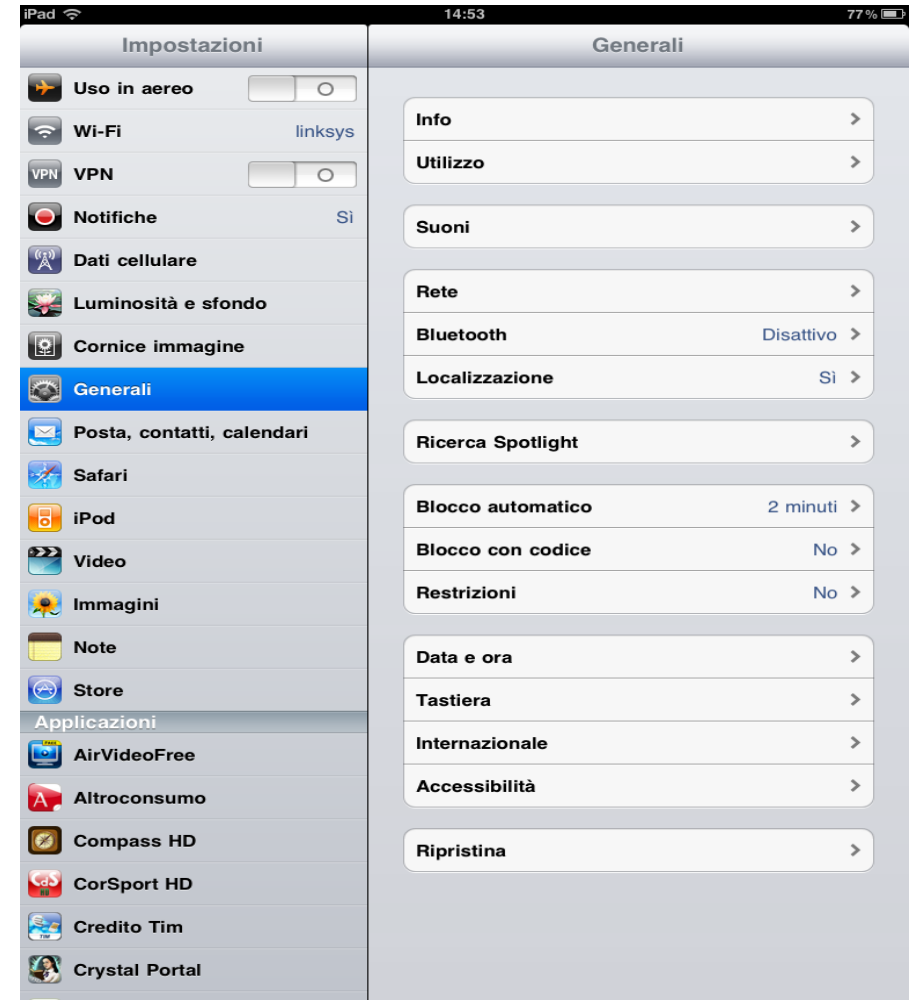 iPad 14:53 77%
Impostazioni
Uso in aereo
Wi-Fi linksys
VPN VPN
Notifiche Sì
Dati cellulare
Luminosità e sfondo
Cornice immagine
Generali
Posta, contatti, calendari
Safari
iPod
Video
Immagini
Note
Store
Applicazioni
AirVideoFree
Altroconsumo
Compass HD
CorSport HD
Credito Tim
Crystal Portal
Generali
Info
Utilizzo
Suoni
Rete
Bluetooth Disattivo
Localizzazione Sì
Ricerca Spotlight
Blocco automatico 2 minuti
Blocco con codice No
Restrizioni No
Data e ora
Tastiera
Internazionale
Accessibilità
Ripristina